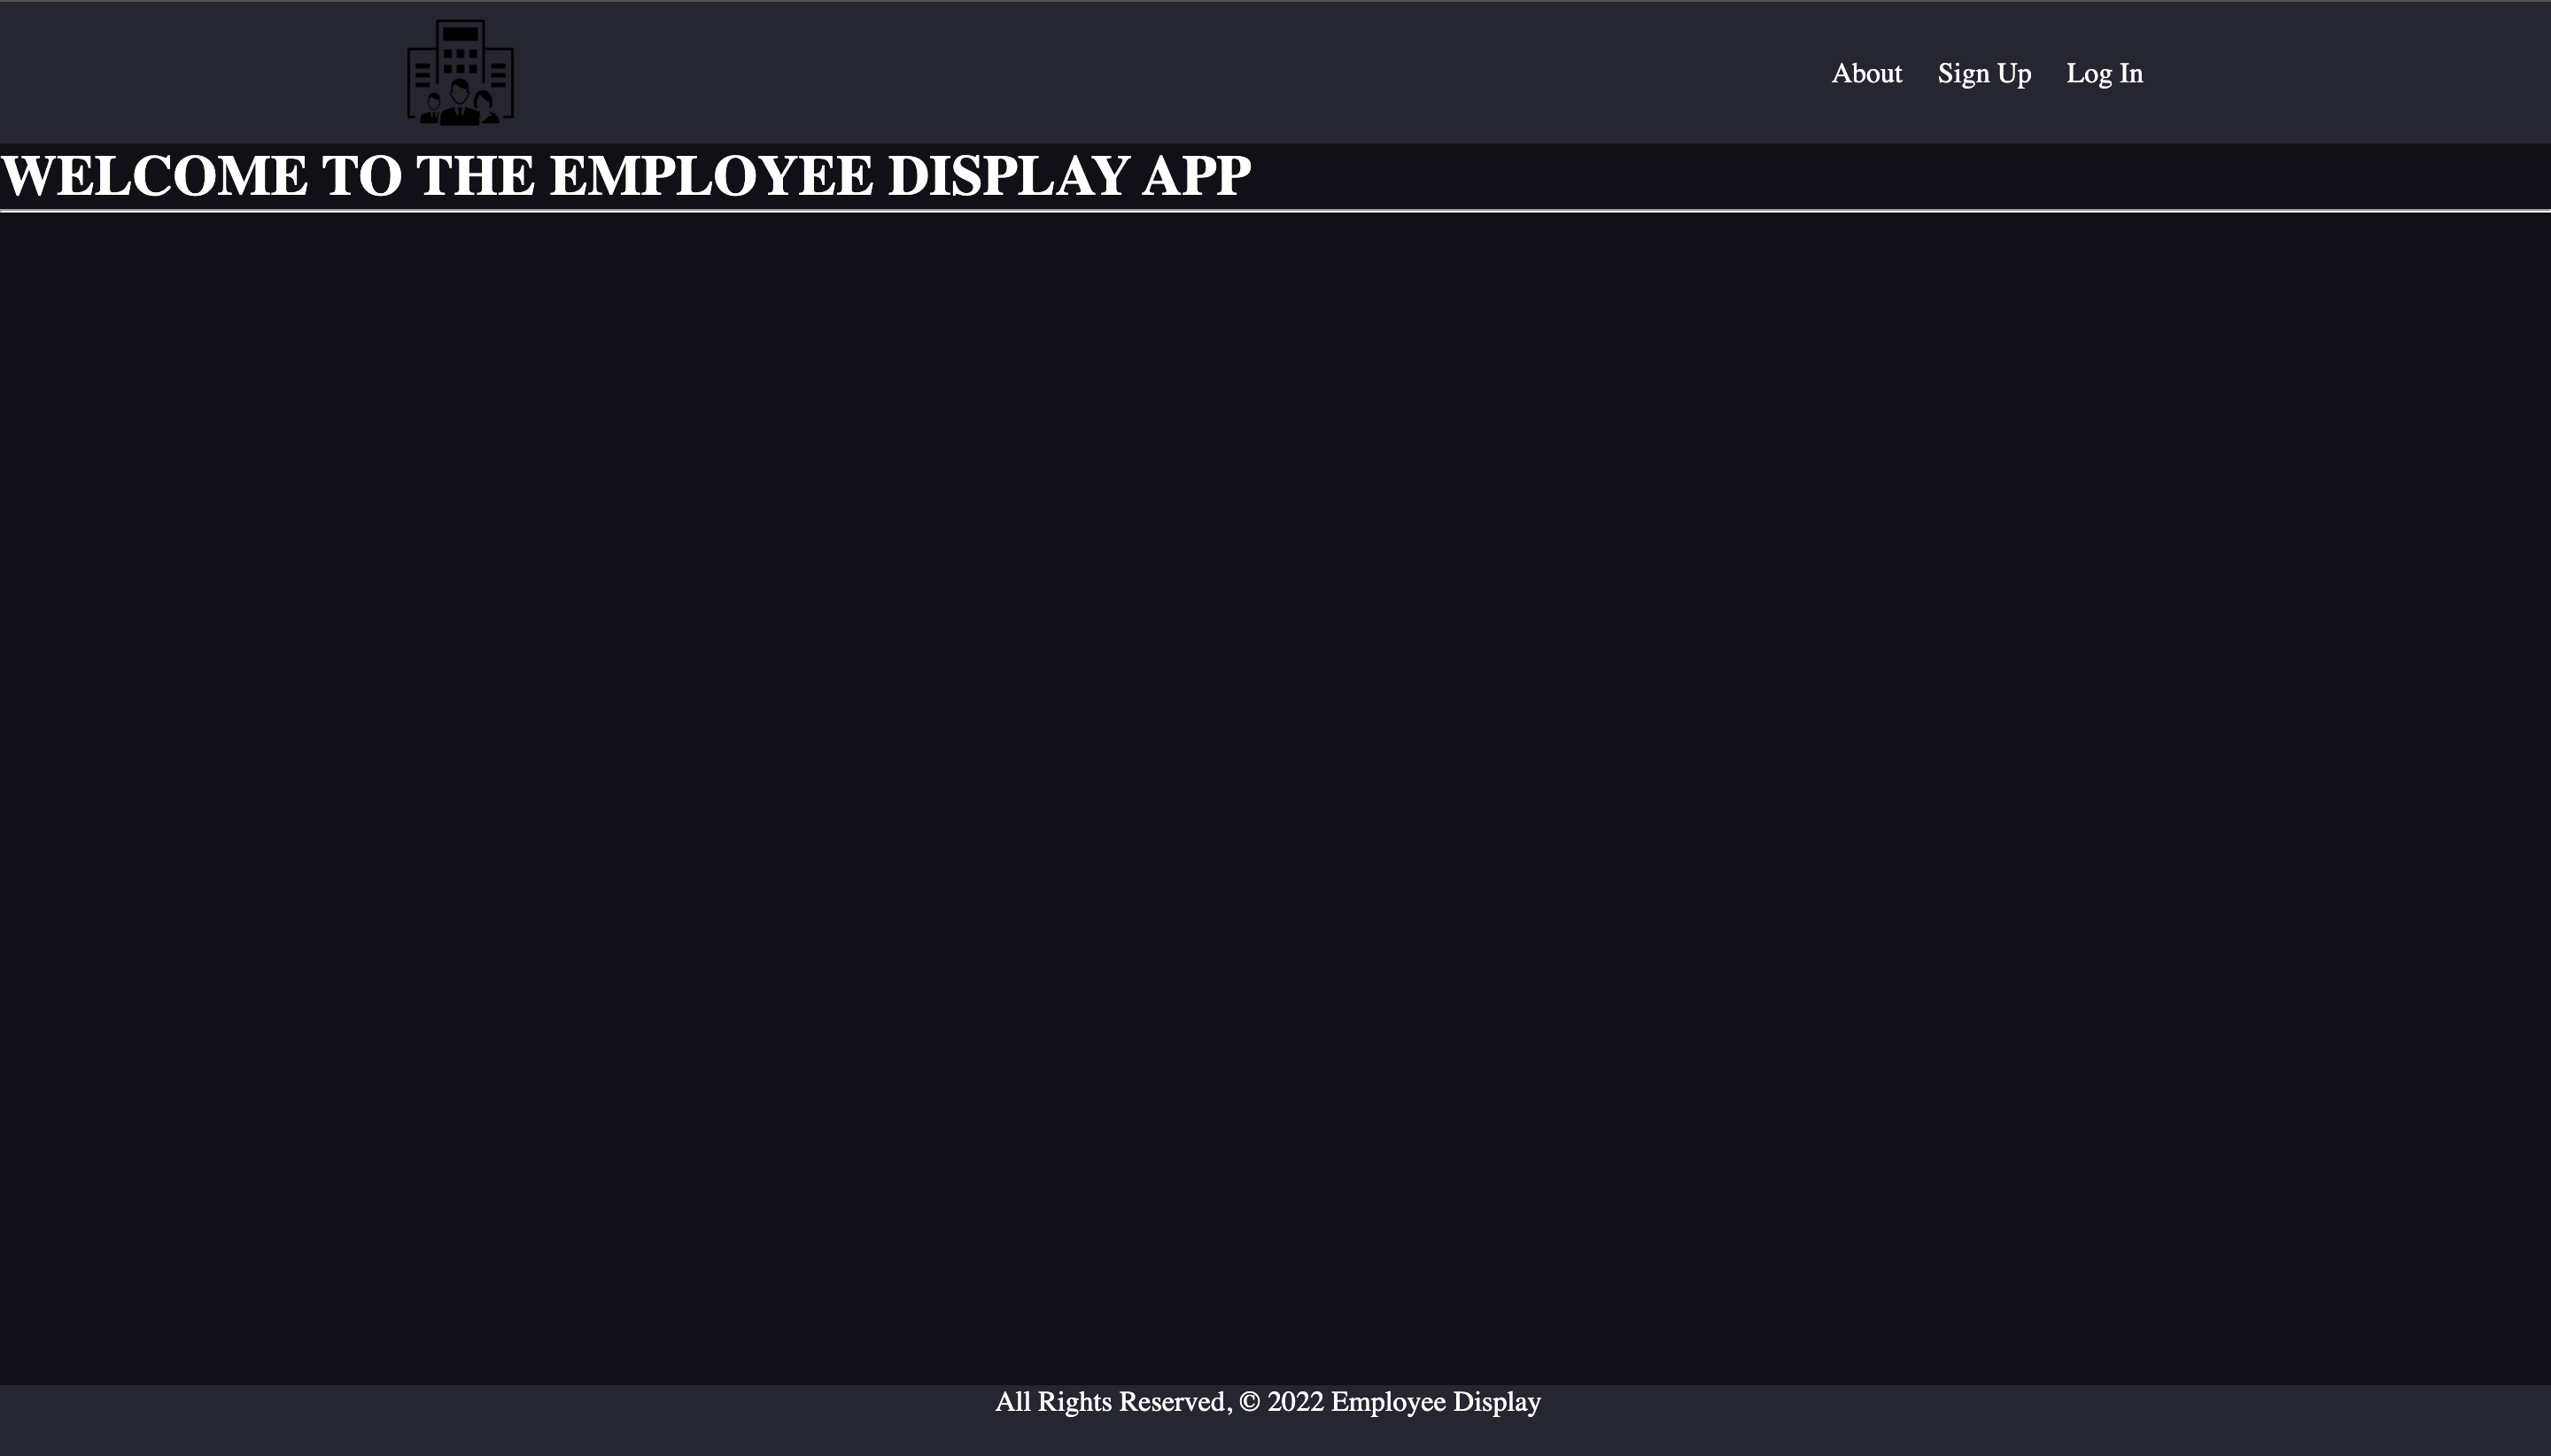 About Sign Up Log In
WELCOME TO THE EMPLOYEE DISPLAY APP
All Rights Reserved, © 2022 Employee Display